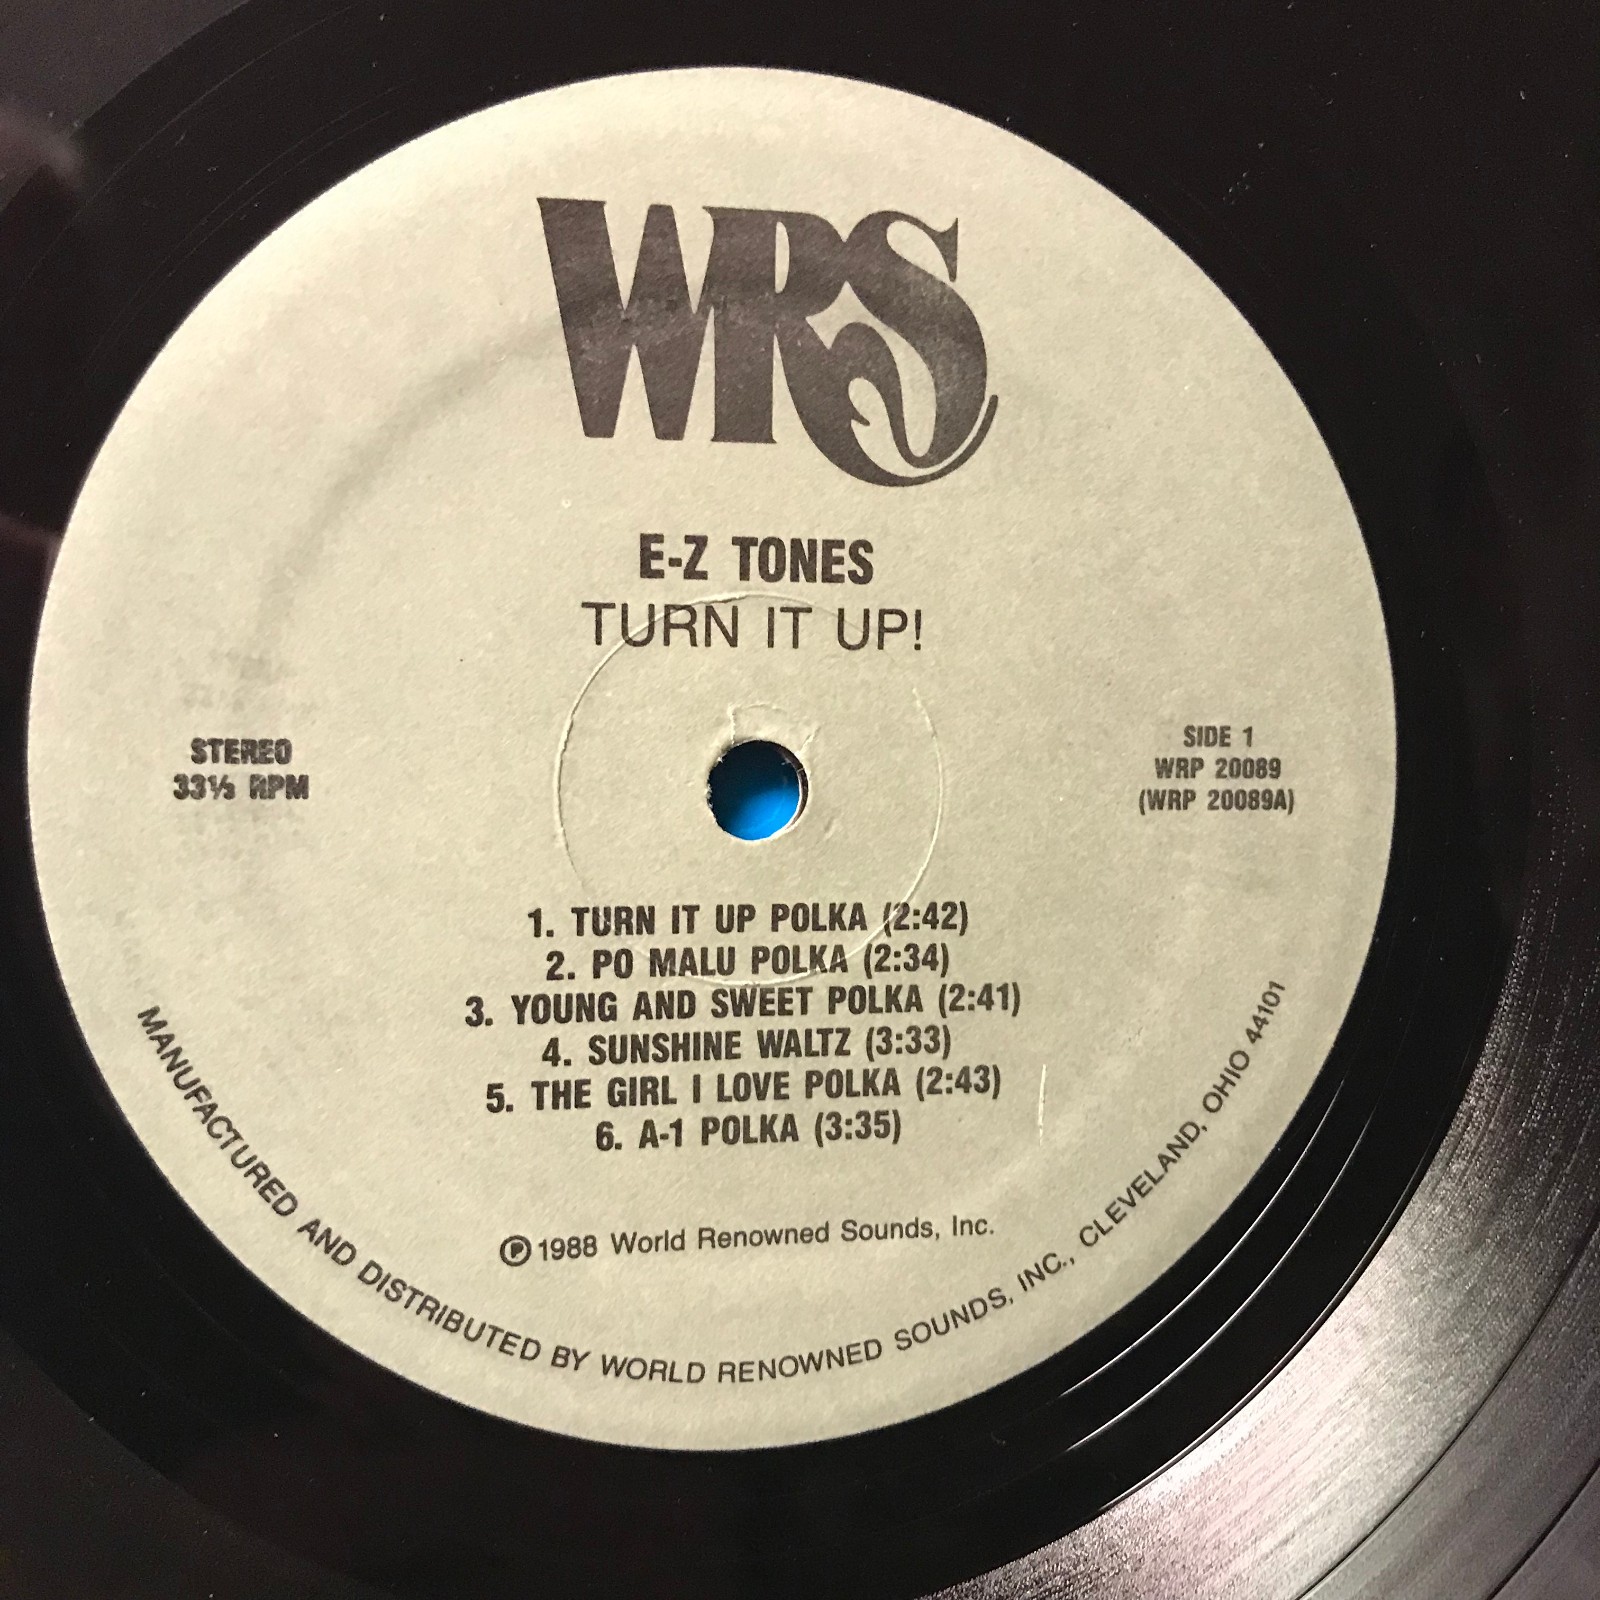 WRS
E-Z TONES
TURN IT UP!
STEREO
33⅓ RPM
SIDE 1
WRP 20089
(WRP 20089A)
1. TURN IT UP POLKA (2:42)
2. PO MALU POLKA (2:34)
3. YOUNG AND SWEET POLKA (2:41)
4. SUNSHINE WALTZ (3:33)
5. THE GIRL I LOVE POLKA (2:43)
6. A-1 POLKA (3:35)
Ⓟ 1988 World Renowned Sounds, Inc.
MANUFACTURED AND DISTRIBUTED BY WORLD RENOWNED SOUNDS, INC., CLEVELAND, OHIO 44101